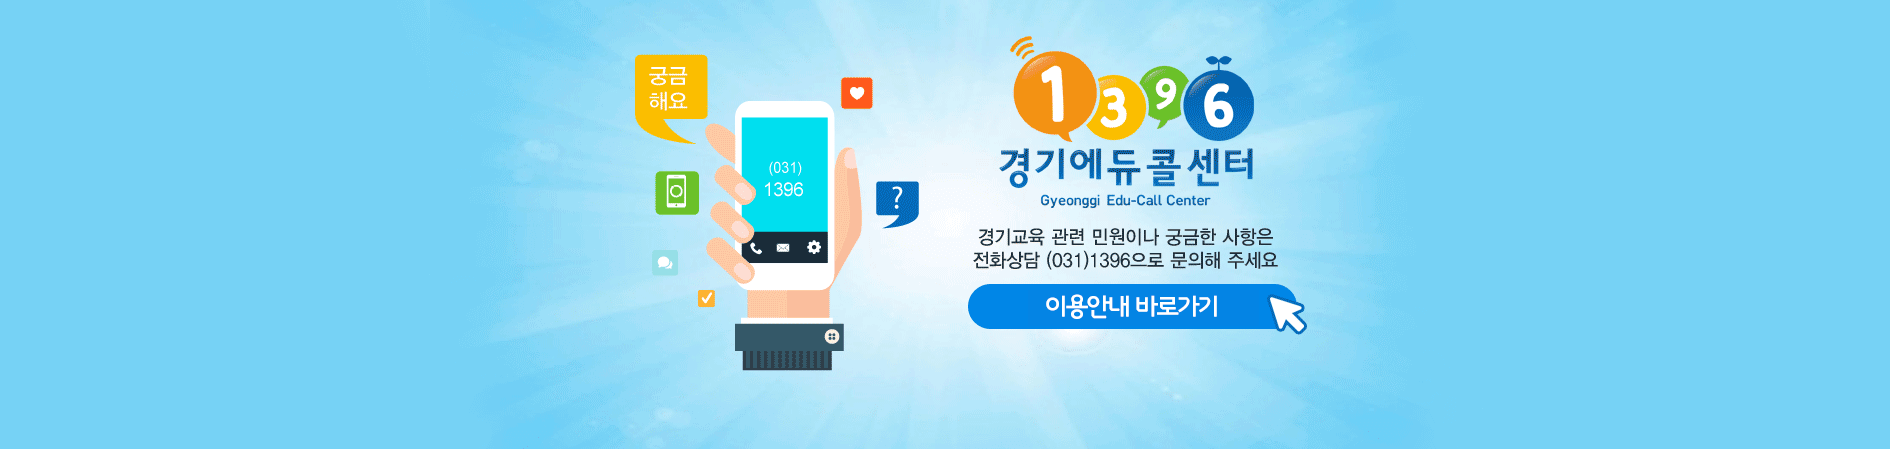 궁금
해요
(031)
1396
?
1396
경기에듀콜센터
Gyeonggi Edu-Call Center
경기교육 관련 민원이나 궁금한 사항은
전화상담 (031)1396으로 문의해 주세요
이용안내 바로가기